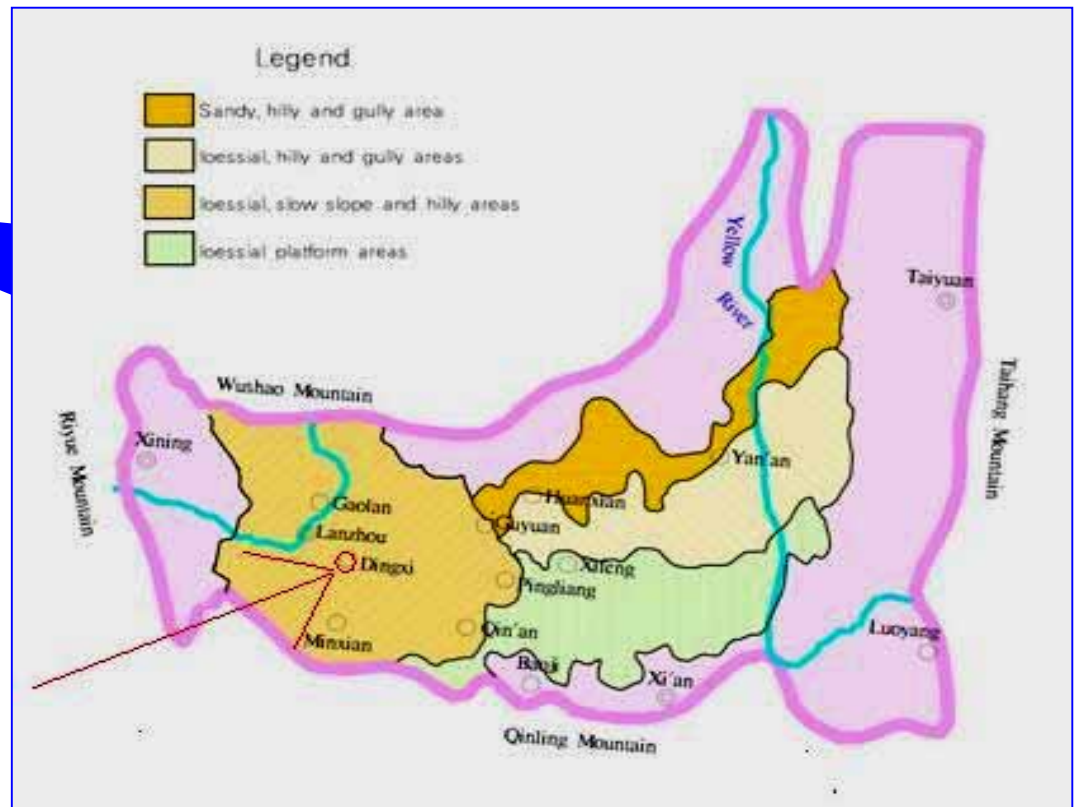 Legend
Sandy, hilly and gully area
loessial, hilly and gully areas
loessial, slow slope and hilly areas
loessial platform areas
Yellow
River
Taiyuan
Wushao Mountain
Riyue Mountain
Taihang Mountain
Xining
Yan'an
Huanxian
Gaolan
Guyuan
Lanzhou
Dingxi
Xifeng
Pingliang
Minxian
Qin'an
Luoyang
Baoji
Xi'an
Qinling Mountain